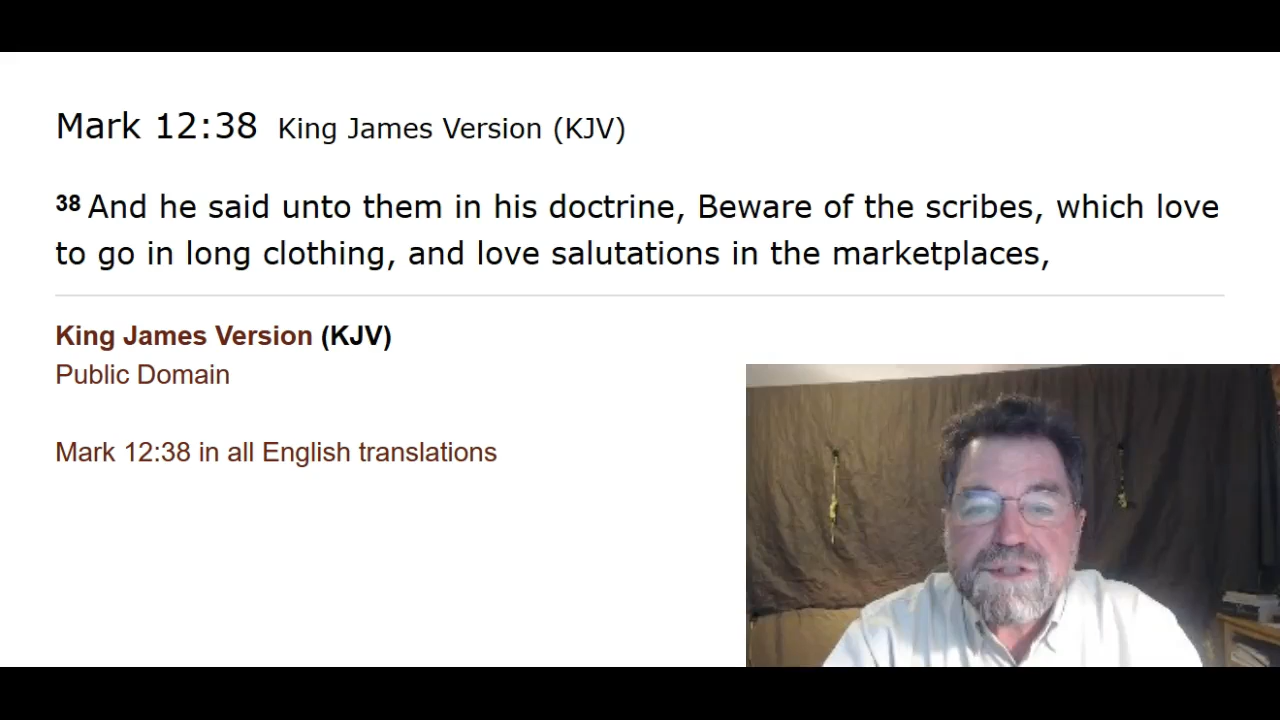 Mark 12:38 King James Version (KJV)
38 And he said unto them in his doctrine, Beware of the scribes, which love
to go in long clothing, and love salutations in the marketplaces,
King James Version (KJV)
Public Domain
Mark 12:38 in all English translations